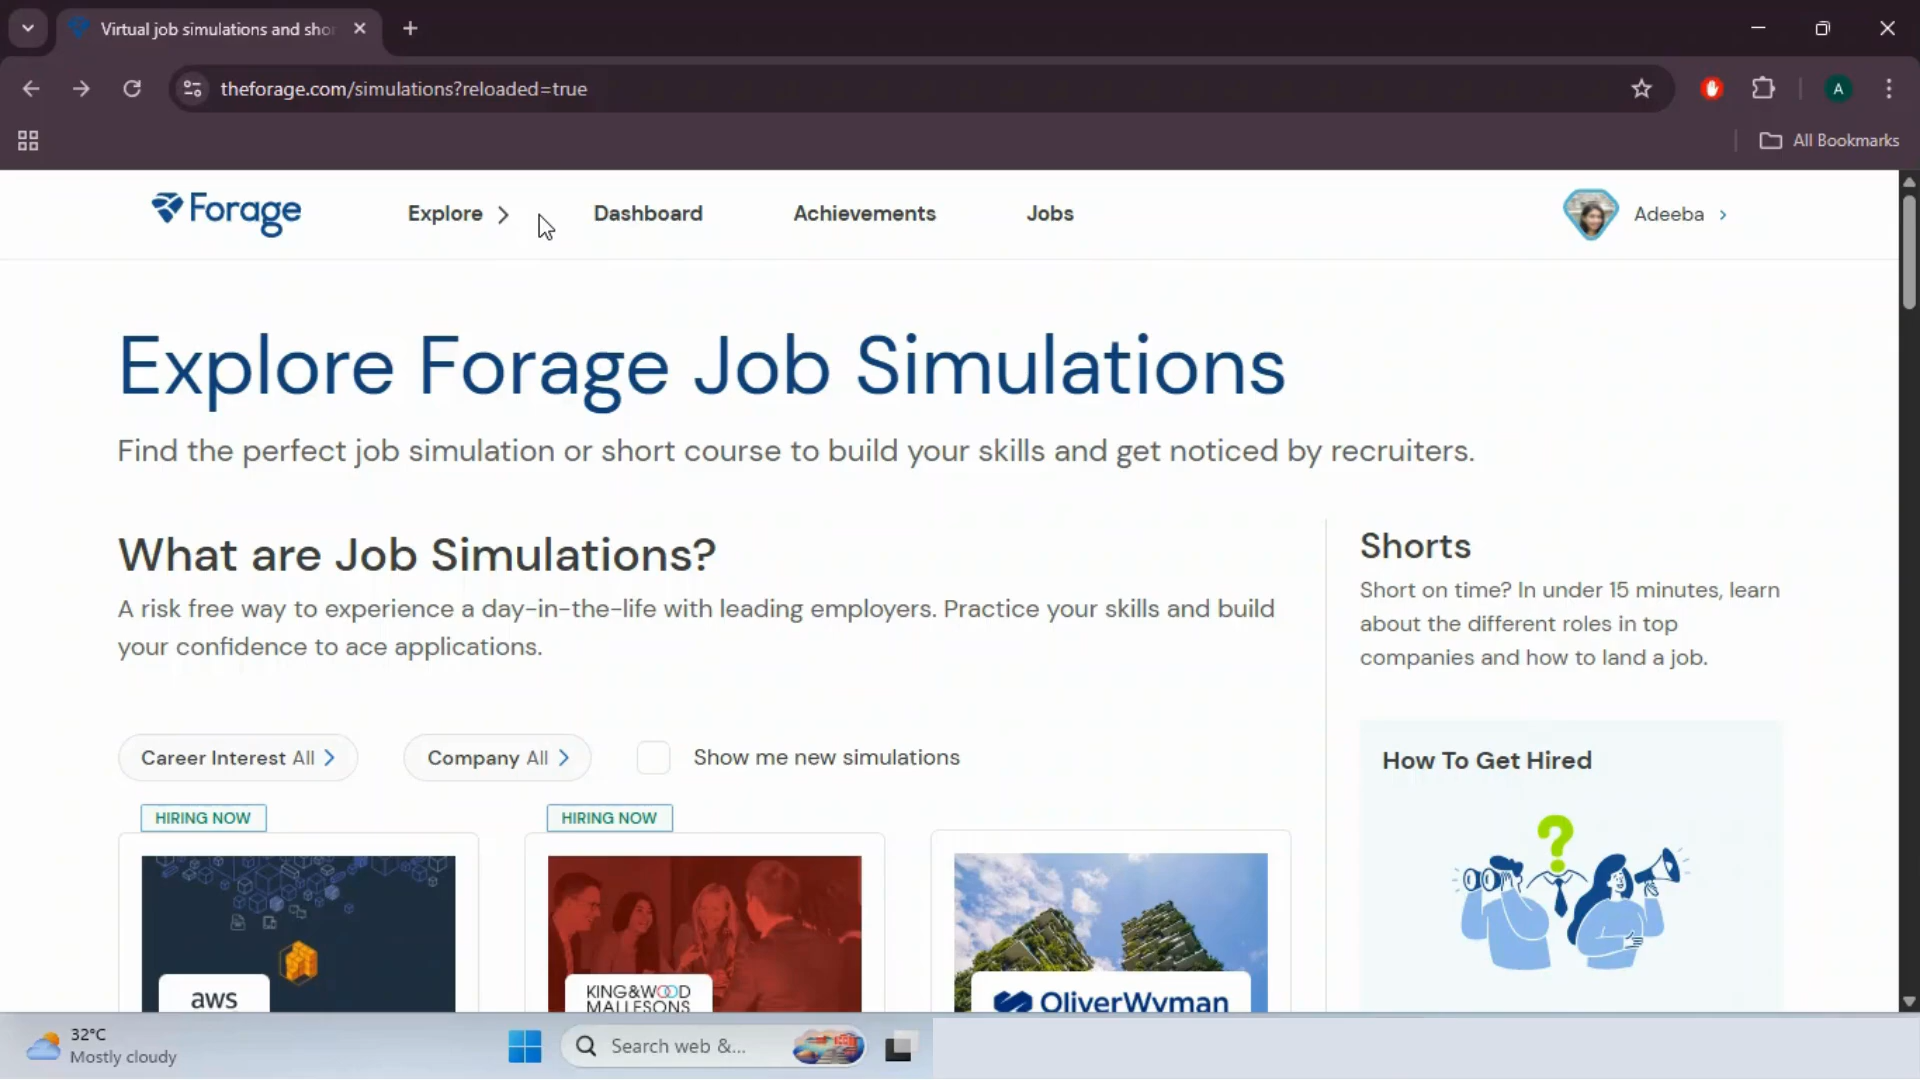 Virtual job simulations and sho
theforage.com/simulations?reloaded=true
A
All Bookmarks
Forage
Explore
Dashboard
Achievements
Jobs
Adeeba
Explore Forage Job Simulations
Find the perfect job simulation or short course to build your skills and get noticed by recruiters.
What are Job Simulations?
A risk free way to experience a day-in-the-life with leading employers. Practice your skills and build
your confidence to ace applications.
Shorts
Short on time? In under 15 minutes, learn
about the different roles in top
companies and how to land a job.
Career Interest All
Company All
Show me new simulations
How To Get Hired
HIRING NOW
HIRING NOW
?
aws
KING&WOOD
MALLESONS
OliverWyman
32°C
Mostly cloudy
Search web &...